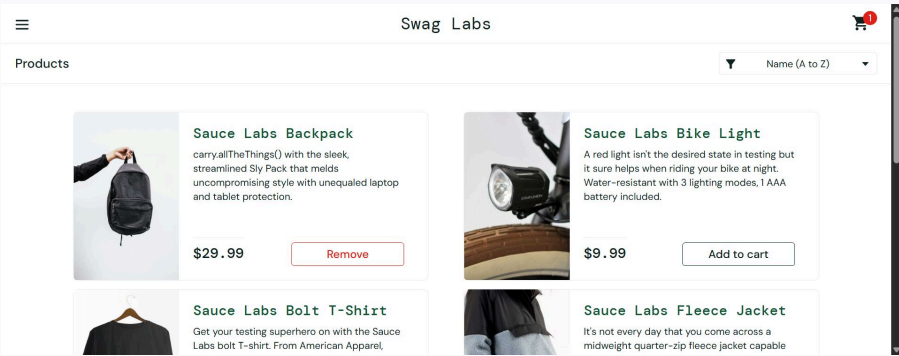 Swag Labs
1
Products
Name (A to Z)
Sauce Labs Backpack
carry.allTheThings() with the sleek,
streamlined Sly Pack that melds
uncompromising style with unequaled laptop
and tablet protection.
$29.99
Remove
Sauce Labs Bike Light
A red light isn't the desired state in testing but
it sure helps when riding your bike at night.
Water-resistant with 3 lighting modes, 1 AAA
battery included.
$9.99
Add to cart
Sauce Labs Bolt T-Shirt
Get your testing superhero on with the Sauce
Labs bolt T-shirt. From American Apparel,
Sauce Labs Fleece Jacket
It's not every day that you come across a
midweight quarter-zip fleece jacket capable